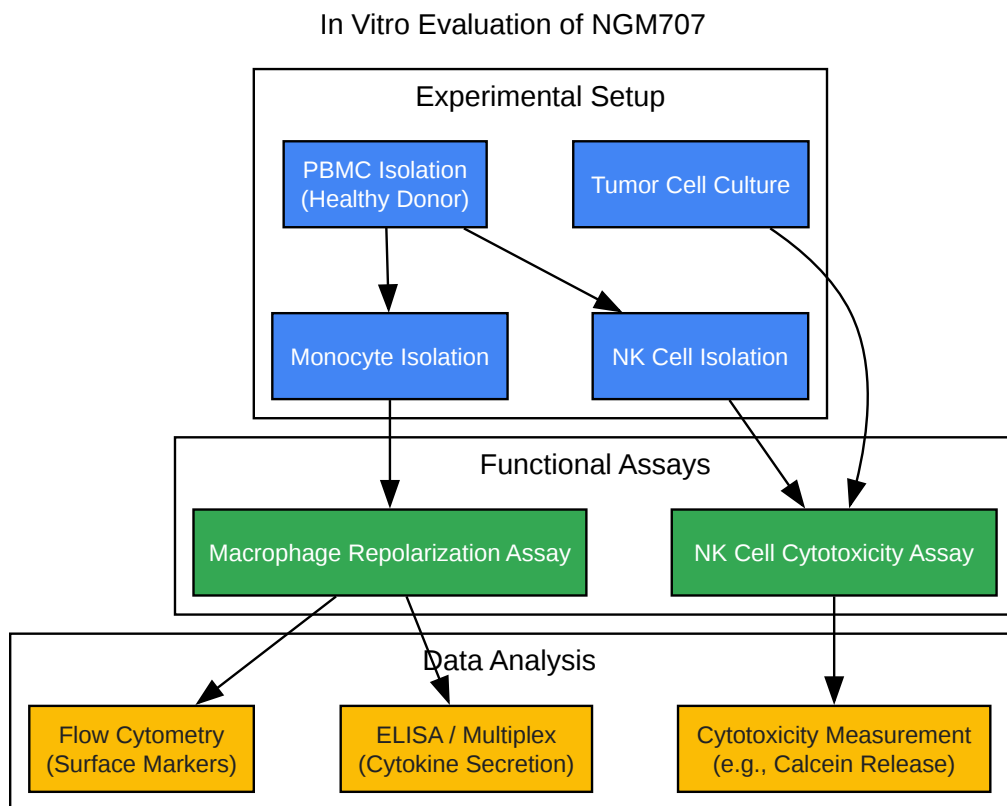 In Vitro Evaluation of NGM707
Experimental Setup
PBMC Isolation
(Healthy Donor)
Tumor Cell Culture
Monocyte Isolation
NK Cell Isolation
Functional Assays
Macrophage Repolarization Assay
NK Cell Cytotoxicity Assay
Data Analysis
Flow Cytometry
(Surface Markers)
ELISA / Multiplex
(Cytokine Secretion)
Cytotoxicity Measurement
(e.g., Calcein Release)